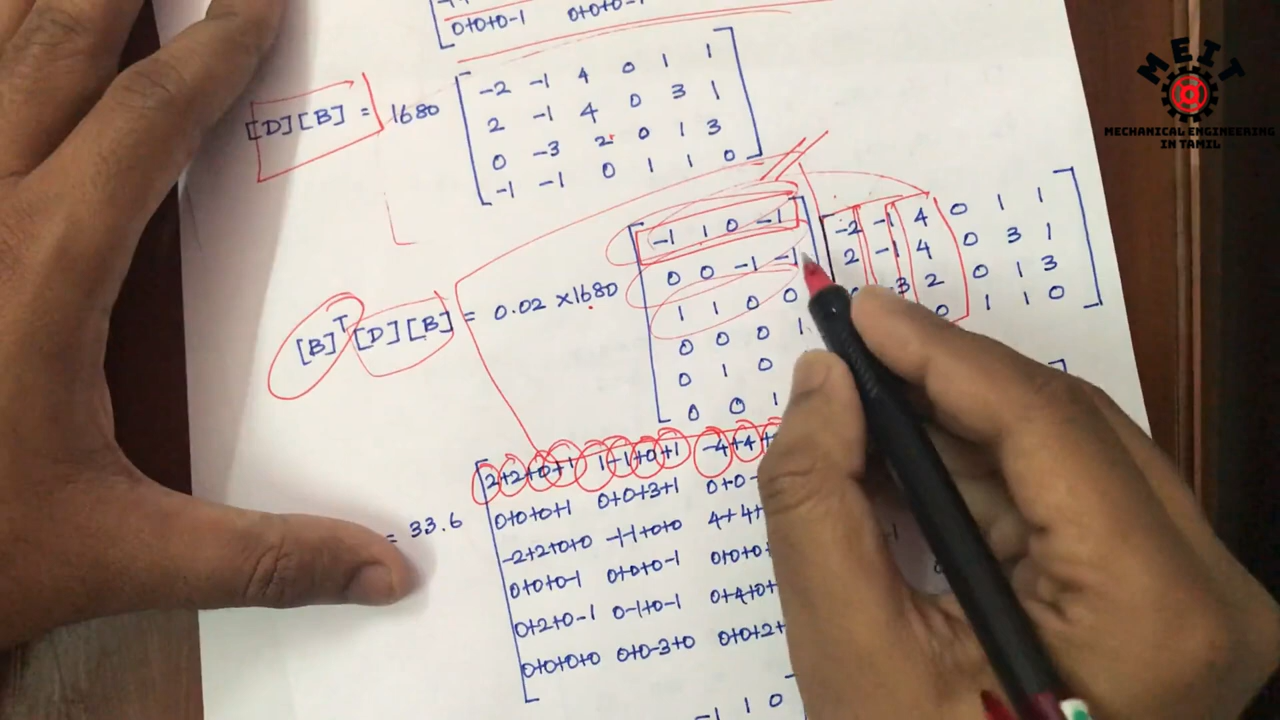 0+0+0-1 0+0+0-1
[D][B] = 1680
-2 -1 4 0 1 1
2 -1 4 0 3 1
0 -3 2 0 1 3
-1 -1 0 1 1 0
[B]ᵀ[D][B] = 0.02 × 1680
-1 1 0 -1 -2 -1 4 0 1 1
0 0 -1 -1 2 -1 4 0 3 1
1 1 0 0 -3 2 0 1 3
0 0 0 1 0 1 1 0
0 1 0
0 0 1
= 33.6
2+2+0+1 1-1+0+1 -4+4+
0+0+0+1 0+0+3+1 0+0-
-2+2+0+0 -1-1+0+0 4+4+
0+0+0-1 0+0+0-1 0+0+0+
0+2+0-1 0-1+0-1 0+4+0+
0+0+0+0 0+0-3+0 0+0+2+
-1 1 0
MEIT
MECHANICAL ENGINEERING
IN TAMIL